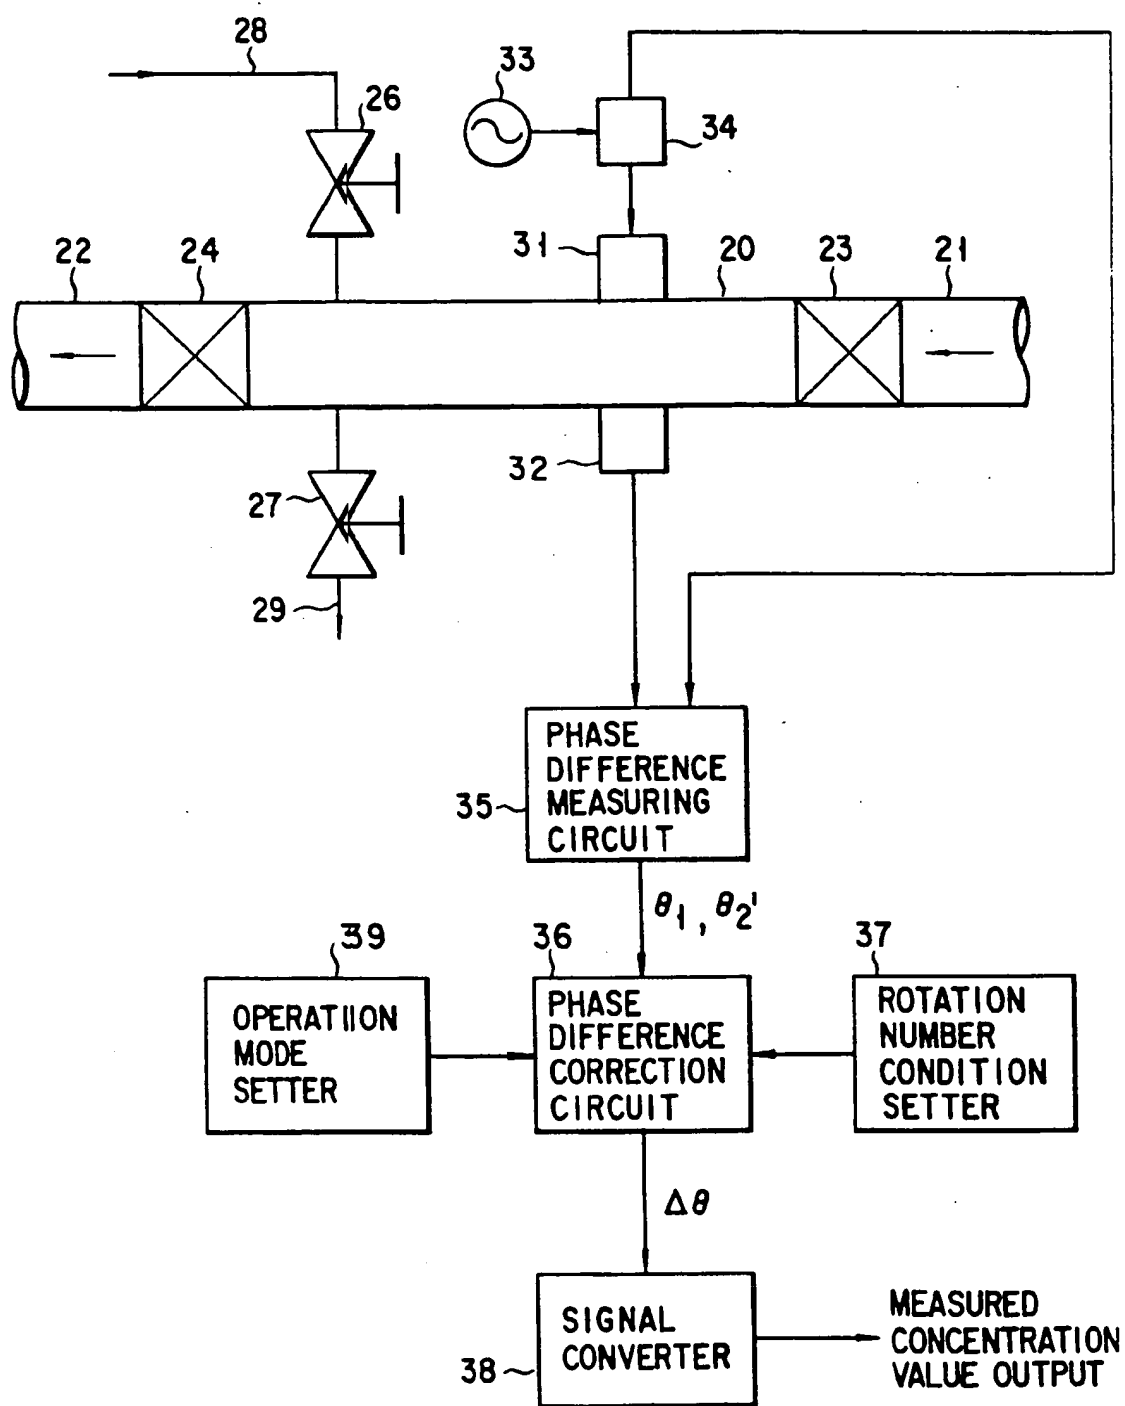 28
33
26
34
22
24
31
20
23
21
32
27
29
PHASE
DIFFERENCE
MEASURING
CIRCUIT
35
θ1, θ2'
39
36
37
OPERATIION
MODE
SETTER
PHASE
DIFFERENCE
CORRECTION
CIRCUIT
ROTATION
NUMBER
CONDITION
SETTER
Δθ
SIGNAL
CONVERTER
38
MEASURED
CONCENTRATION
VALUE OUTPUT